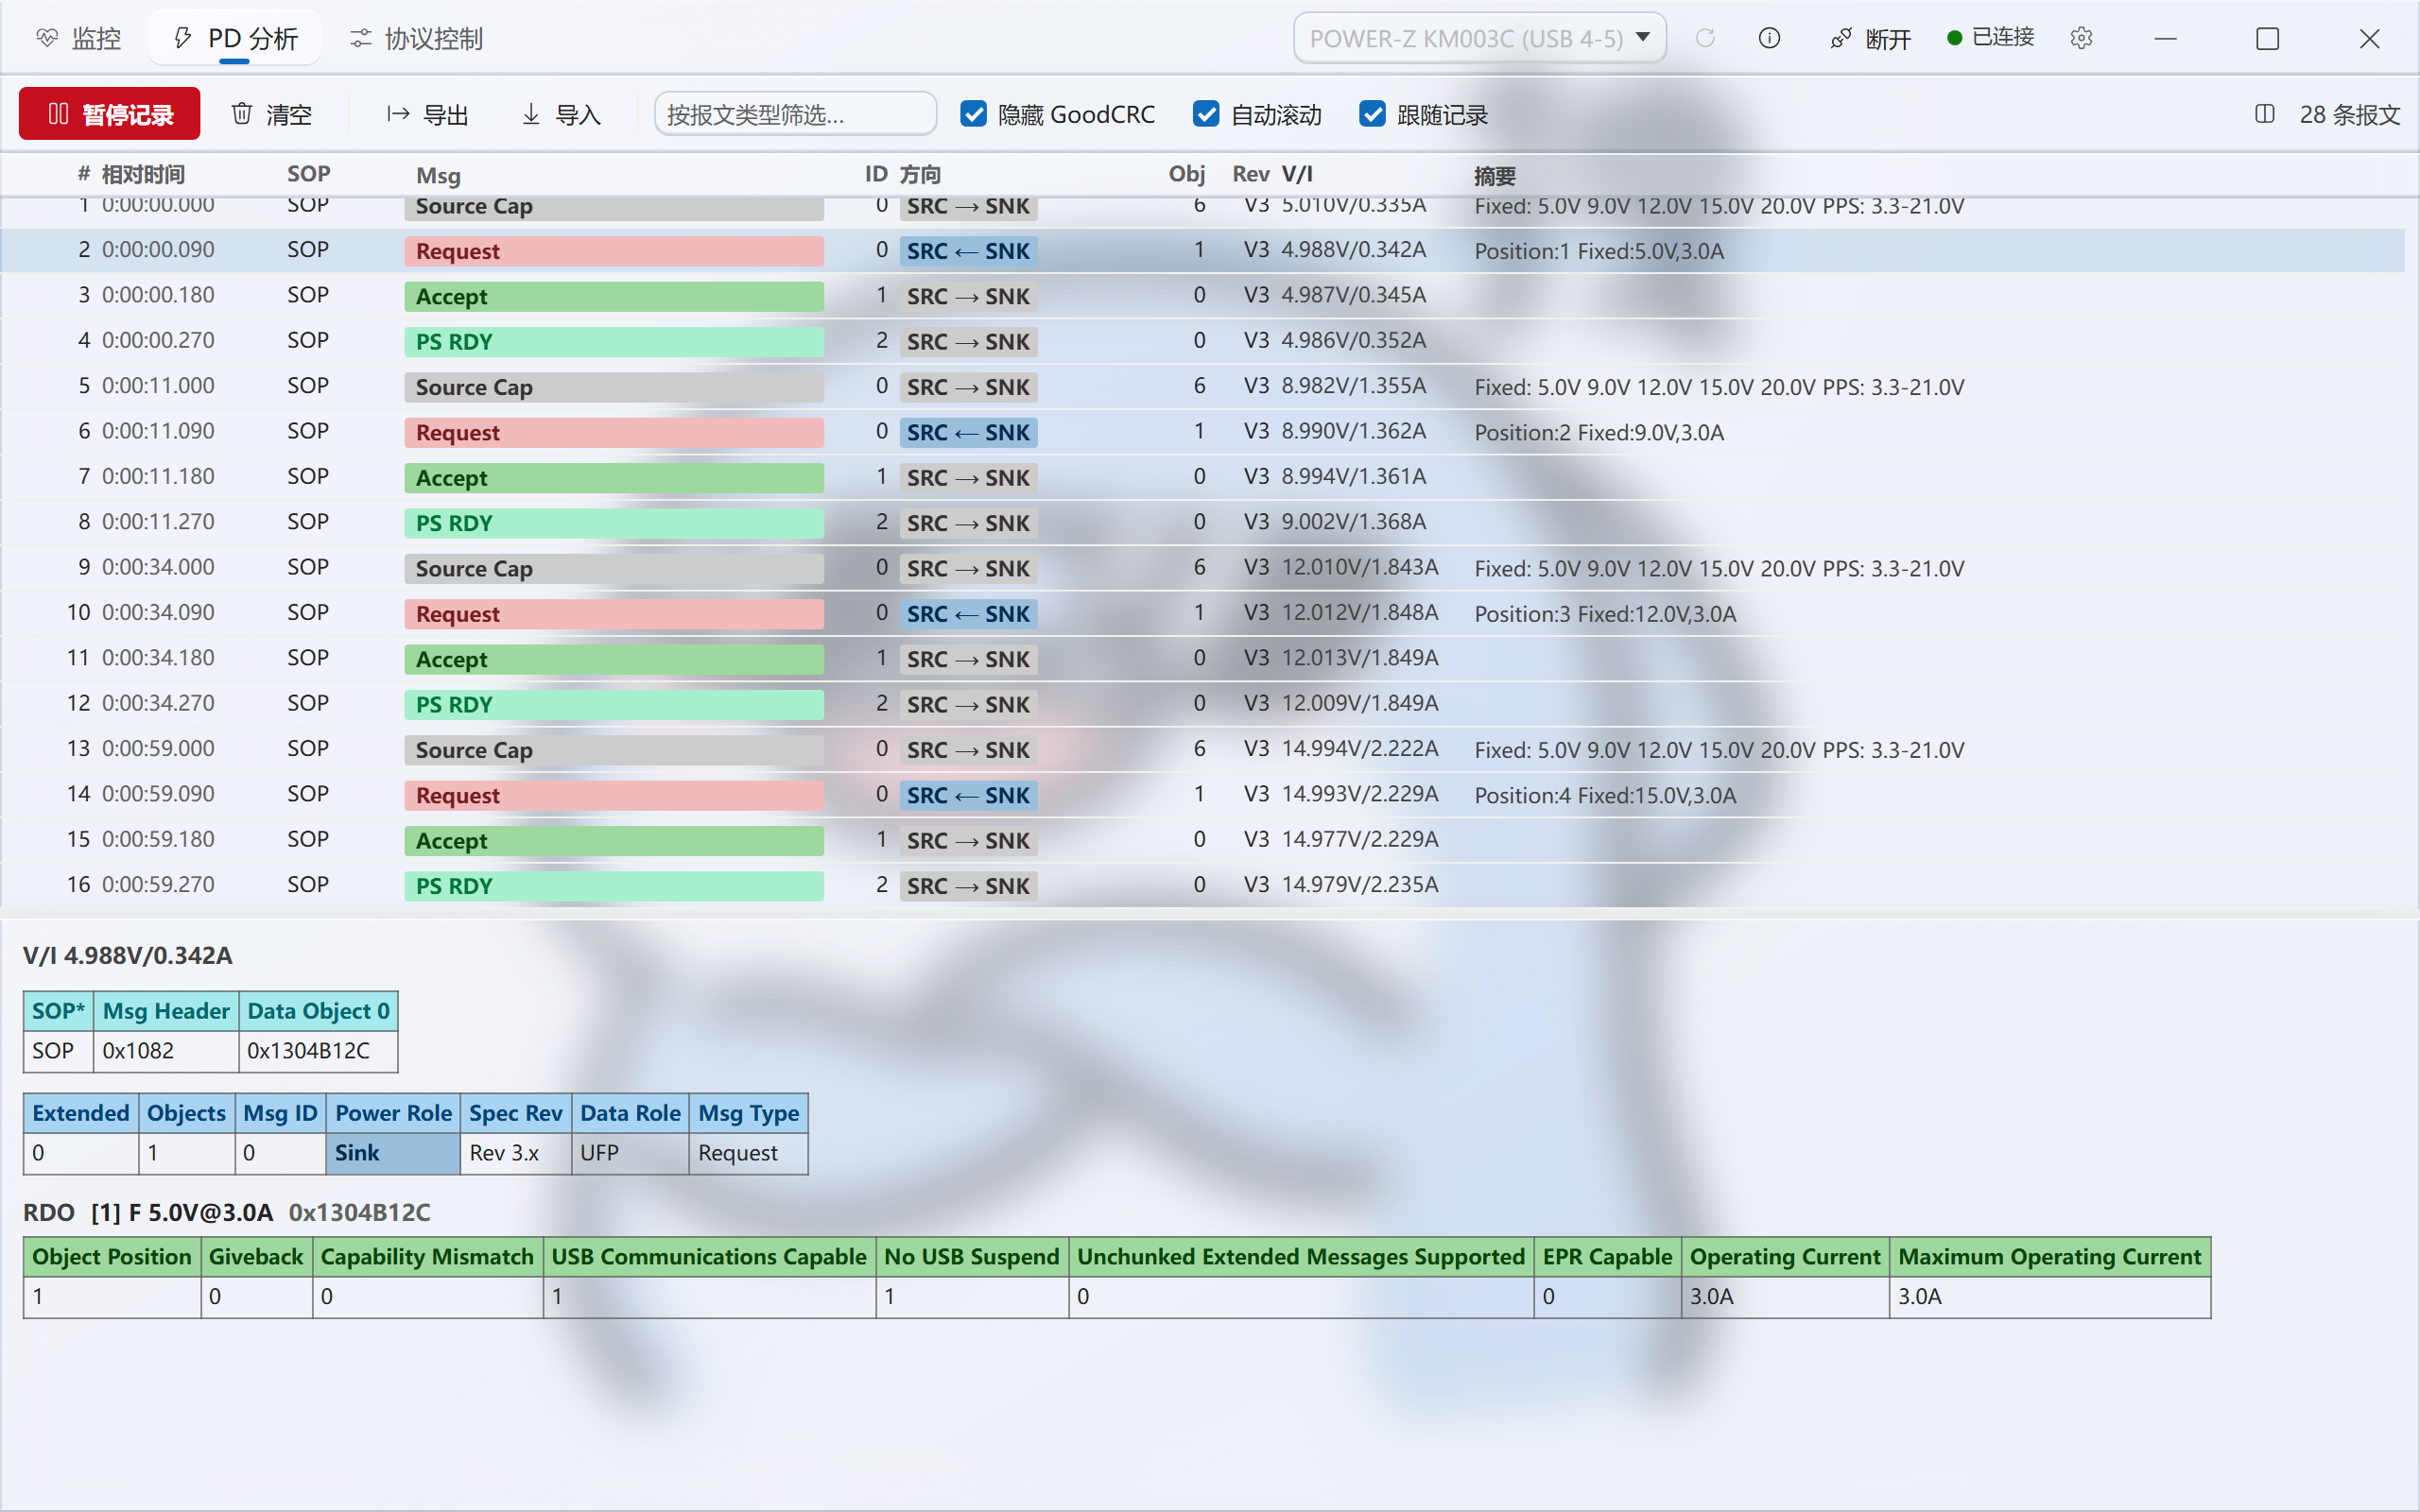 监控 PD 分析 协议控制 POWER-Z KM003C (USB 4-5) 断开 已连接
暂停记录 清空 导出 导入 按报文类型筛选... 隐藏 GoodCRC 自动滚动 跟随记录 28 条报文
# 相对时间 SOP Msg ID 方向 Obj Rev V/I 摘要
1 0:00:00.000 SOP Source Cap 0 SRC → SNK 6 V3 5.010V/0.335A Fixed: 5.0V 9.0V 12.0V 15.0V 20.0V PPS: 3.3-21.0V
2 0:00:00.090 SOP Request 0 SRC ← SNK 1 V3 4.988V/0.342A Position:1 Fixed:5.0V,3.0A
3 0:00:00.180 SOP Accept 1 SRC → SNK 0 V3 4.987V/0.345A
4 0:00:00.270 SOP PS RDY 2 SRC → SNK 0 V3 4.986V/0.352A
5 0:00:11.000 SOP Source Cap 0 SRC → SNK 6 V3 8.982V/1.355A Fixed: 5.0V 9.0V 12.0V 15.0V 20.0V PPS: 3.3-21.0V
6 0:00:11.090 SOP Request 0 SRC ← SNK 1 V3 8.990V/1.362A Position:2 Fixed:9.0V,3.0A
7 0:00:11.180 SOP Accept 1 SRC → SNK 0 V3 8.994V/1.361A
8 0:00:11.270 SOP PS RDY 2 SRC → SNK 0 V3 9.002V/1.368A
9 0:00:34.000 SOP Source Cap 0 SRC → SNK 6 V3 12.010V/1.843A Fixed: 5.0V 9.0V 12.0V 15.0V 20.0V PPS: 3.3-21.0V
10 0:00:34.090 SOP Request 0 SRC ← SNK 1 V3 12.012V/1.848A Position:3 Fixed:12.0V,3.0A
11 0:00:34.180 SOP Accept 1 SRC → SNK 0 V3 12.013V/1.849A
12 0:00:34.270 SOP PS RDY 2 SRC → SNK 0 V3 12.009V/1.849A
13 0:00:59.000 SOP Source Cap 0 SRC → SNK 6 V3 14.994V/2.222A Fixed: 5.0V 9.0V 12.0V 15.0V 20.0V PPS: 3.3-21.0V
14 0:00:59.090 SOP Request 0 SRC ← SNK 1 V3 14.993V/2.229A Position:4 Fixed:15.0V,3.0A
15 0:00:59.180 SOP Accept 1 SRC → SNK 0 V3 14.977V/2.229A
16 0:00:59.270 SOP PS RDY 2 SRC → SNK 0 V3 14.979V/2.235A
V/I 4.988V/0.342A
SOP* Msg Header Data Object 0
SOP 0x1082 0x1304B12C
Extended Objects Msg ID Power Role Spec Rev Data Role Msg Type
0 1 0 Sink Rev 3.x UFP Request
RDO [1] F 5.0V@3.0A 0x1304B12C
Object Position Giveback Capability Mismatch USB Communications Capable No USB Suspend Unchunked Extended Messages Supported EPR Capable Operating Current Maximum Operating Current
1 0 0 1 1 0 0 3.0A 3.0A